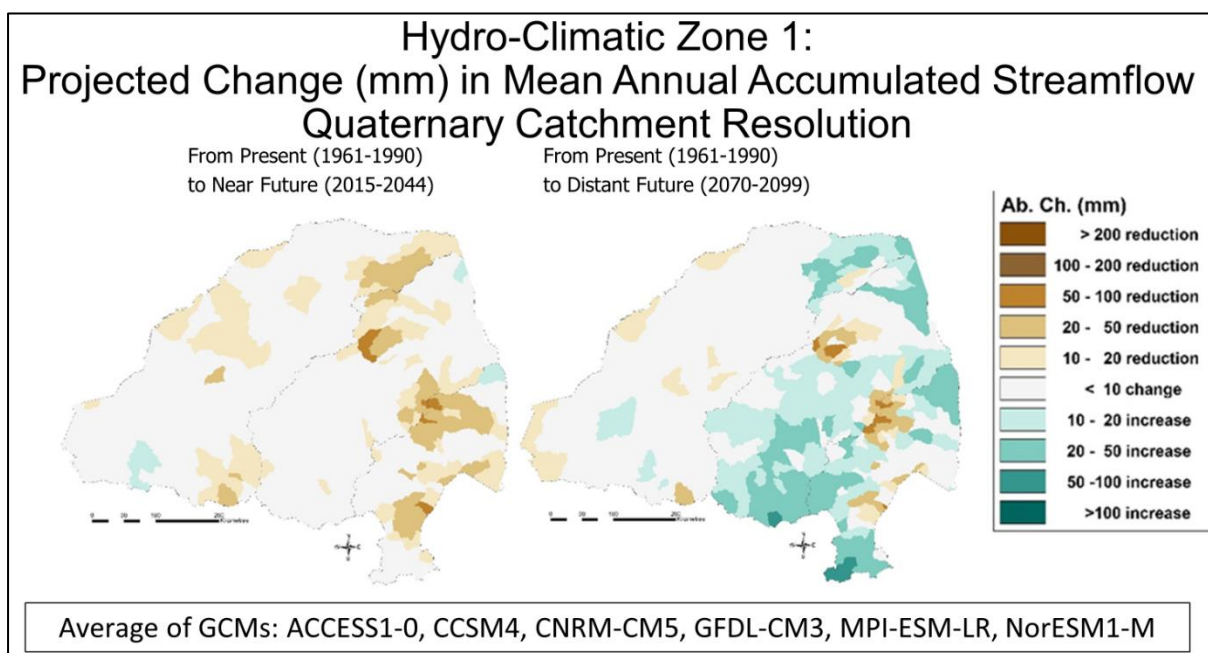 Hydro-Climatic Zone 1:
Projected Change (mm) in Mean Annual Accumulated Streamflow
Quaternary Catchment Resolution
From Present (1961-1990)
to Near Future (2015-2044)
From Present (1961-1990)
to Distant Future (2070-2099)
Ab. Ch. (mm)
> 200 reduction
100 - 200 reduction
50 - 100 reduction
20 - 50 reduction
10 - 20 reduction
< 10 change
10 - 20 increase
20 - 50 increase
50 -100 increase
>100 increase
Average of GCMs: ACCESS1-0, CCSM4, CNRM-CM5, GFDL-CM3, MPI-ESM-LR, NorESM1-M